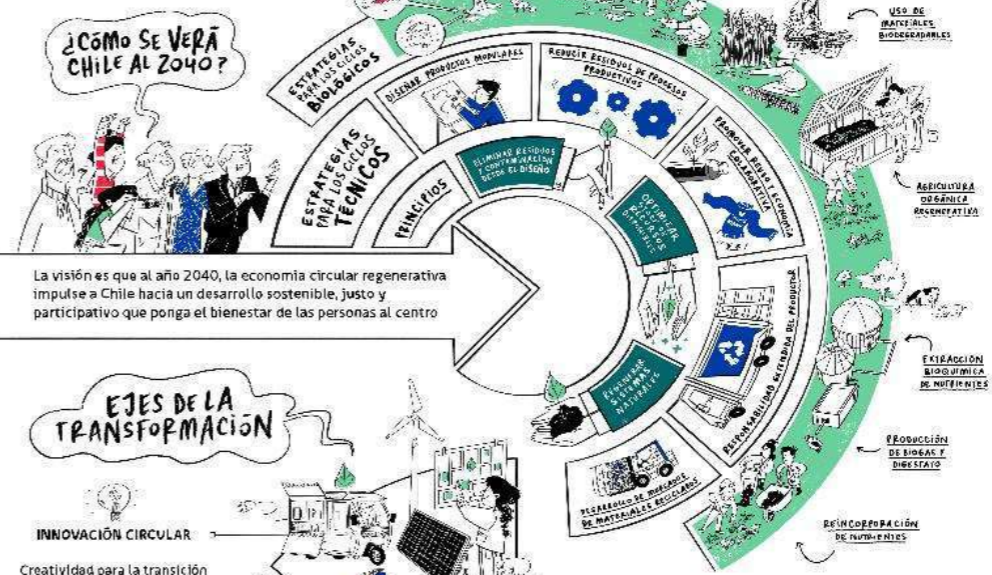 ¿CÓMO SE VERÁ
CHILE AL 2040?
ESTRATEGIAS
PARA LOS CICLOS
BIOLÓGICOS
ESTRATEGIAS
PARA LOS CICLOS
TÉCNICOS
PRINCIPIOS
DISEÑAR PRODUCTOS MODULARES
REDUCIR RESIDUOS DE PROCESOS
PRODUCTIVOS
PROMOVER REUSO Y ECONOMÍA
COLABORATIVA
RESPONSABILIDAD EXTENDIDA DEL PRODUCTOR
DESARROLLO DE MERCADOS
DE MATERIALES RECICLADOS
ELIMINAR RESIDUOS
Y CONTAMINACIÓN
DESDE EL DISEÑO
OPTIMIZAR
RECURSOS
DISPONIBLES
REGENERAR
SISTEMAS
NATURALES
USO DE
MATERIALES
BIODEGRADABLES
AGRICULTURA
ORGÁNICA
REGENERATIVA
EXTRACCIÓN
BIOQUÍMICA
DE NUTRIENTES
PRODUCCIÓN
DE BIOGAS Y
DIGESTATO
REINCORPORACIÓN
DE NUTRIENTES
La visión es que al año 2040, la economía circular regenerativa
impulse a Chile hacia un desarrollo sostenible, justo y
participativo que ponga el bienestar de las personas al centro
EJES DE LA
TRANSFORMACIÓN
INNOVACIÓN CIRCULAR
Creatividad para la transición